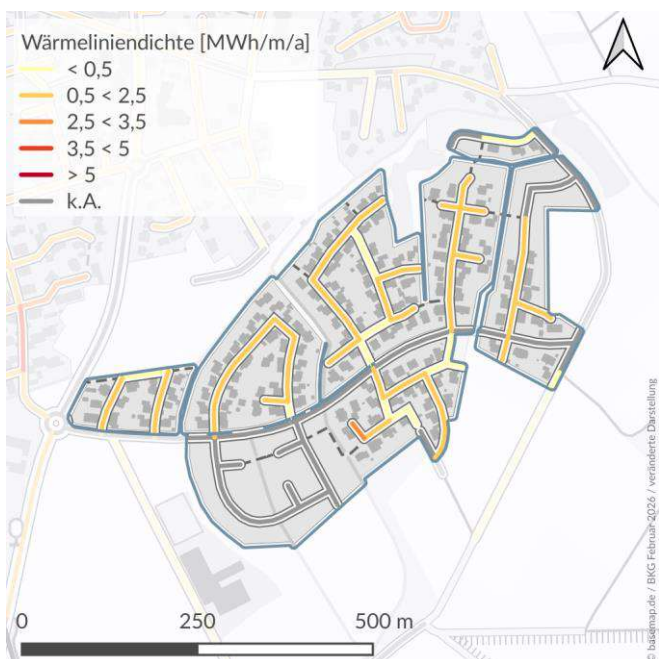 Wärmeliniendichte [MWh/m/a]
< 0,5
0,5 < 2,5
2,5 < 3,5
3,5 < 5
> 5
k.A.
0 250 500 m
© basemap.de / BKG Februar 2026 / veränderte Darstellung